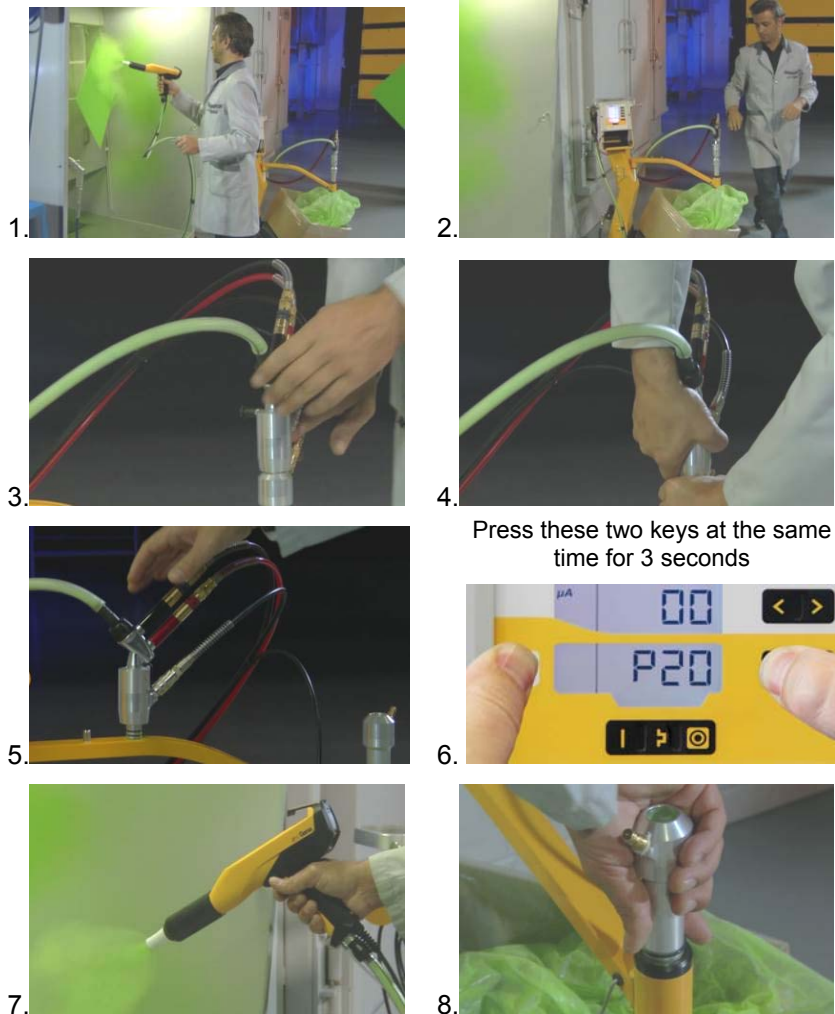 1.
2.
3.
4.
Press these two keys at the same
time for 3 seconds
5.
6.
µA
00
< >
P20
7.
8.